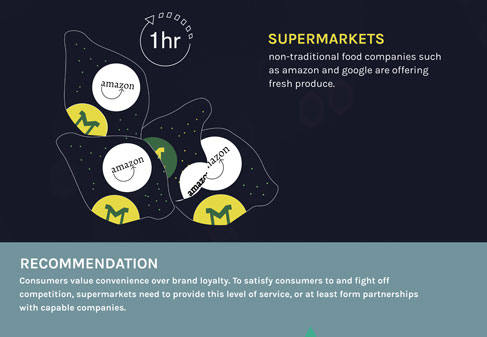 1hr
SUPERMARKETS
non-traditional food companies such
as amazon and google are offering
fresh produce.
amazon
amazon
amazon
amazon
RECOMMENDATION
Consumers value convenience over brand loyalty. To satisfy consumers to and fight off
competition, supermarkets need to provide this level of service, or at least form partnerships
with capable companies.